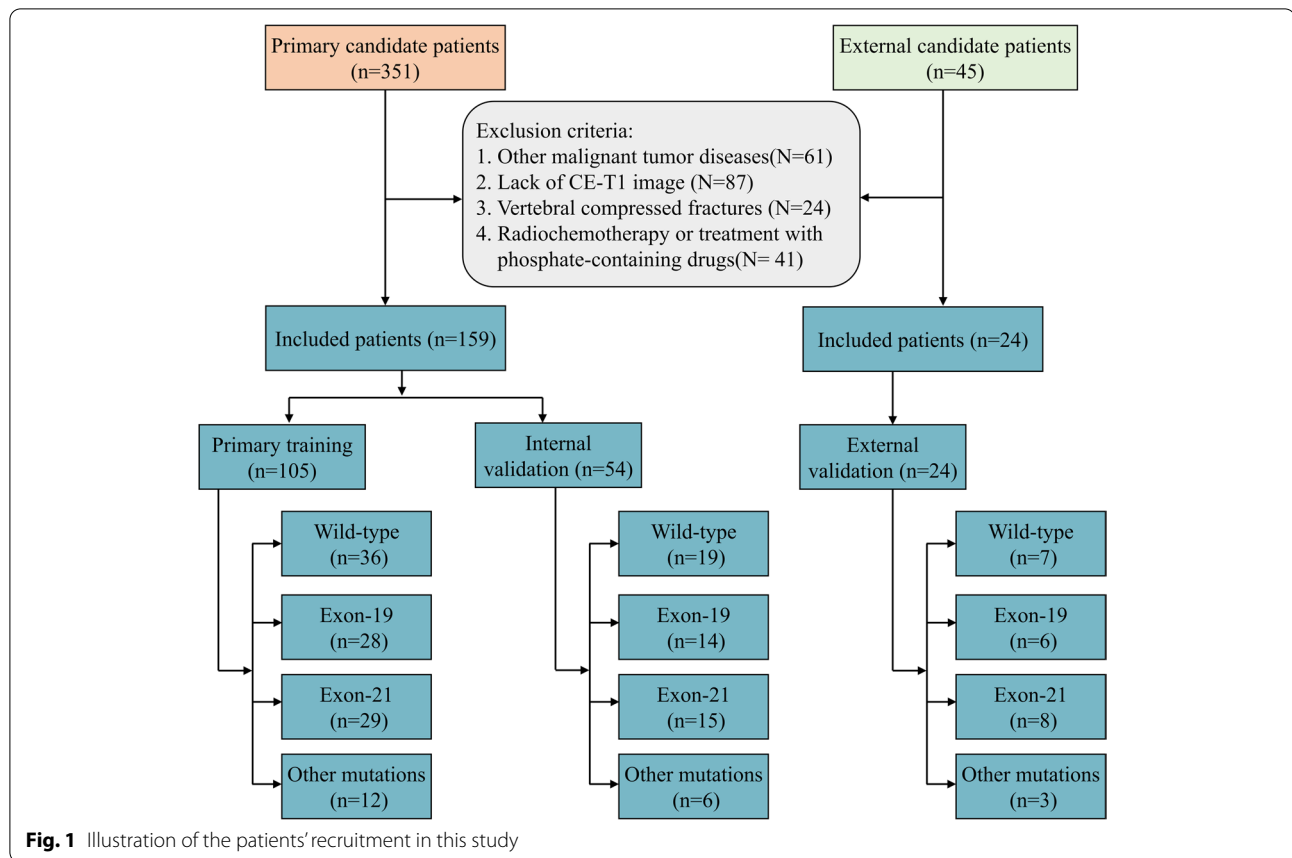 Primary candidate patients
(n=351)
External candidate patients
(n=45)
Exclusion criteria:
1. Other malignant tumor diseases(N=61)
2. Lack of CE-T1 image (N=87)
3. Vertebral compressed fractures (N=24)
4. Radiochemotherapy or treatment with
phosphate-containing drugs(N= 41)
Included patients (n=159)
Included patients (n=24)
Primary training
(n=105)
Internal
validation (n=54)
External
validation (n=24)
Wild-type
(n=36)
Exon-19
(n=28)
Exon-21
(n=29)
Other mutations
(n=12)
Wild-type
(n=19)
Exon-19
(n=14)
Exon-21
(n=15)
Other mutations
(n=6)
Wild-type
(n=7)
Exon-19
(n=6)
Exon-21
(n=8)
Other mutations
(n=3)
Fig. 1 Illustration of the patients’ recruitment in this study